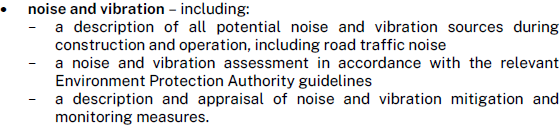 • noise and vibration – including:
– a description of all potential noise and vibration sources during
construction and operation, including road traffic noise
– a noise and vibration assessment in accordance with the relevant
Environment Protection Authority guidelines
– a description and appraisal of noise and vibration mitigation and
monitoring measures.